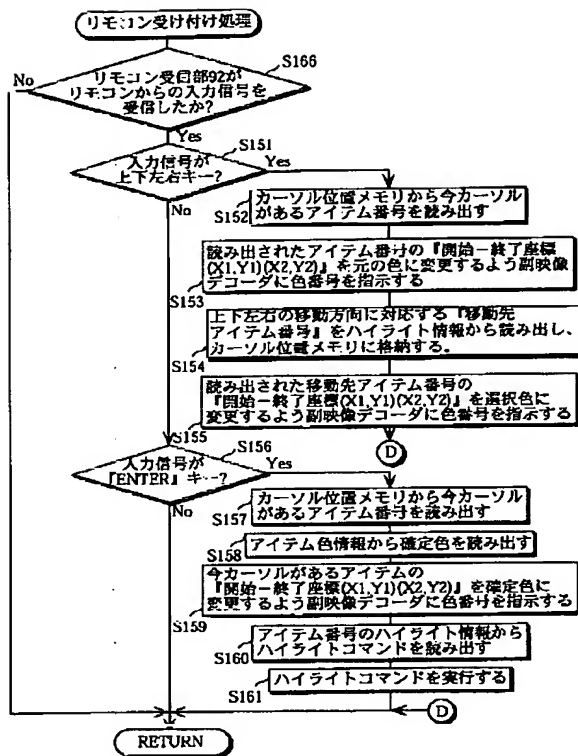 リモコン受け付け処理
S166
No
リモコン受信部92が
リモコンからの入力信号を
受信したか?
Yes
S151
入力信号が
上下左右キー?
Yes
No
S152
カーソル位置メモリから今カーソル
があるアイテム番号を読み出す
読み出されたアイテム番号の『開始-終了座標
(X1,Y1)(X2,Y2)』を元の色に変更するよう副映像
デコーダに色番号を指示する
S153
上下左右の移動方向に対応する『移動先
アイテム番号』をハイライト情報から読み出し、
カーソル位置メモリに格納する。
S154
読み出された移動先アイテム番号の
『開始-終了座標(X1,Y1)(X2,Y2)』を選択色に
変更するよう副映像デコーダに色番号を指示する
S155
D
S156
入力信号が
『ENTER』キー?
Yes
No
S157
カーソル位置メモリから今カーソル
があるアイテム番号を読み出す
S158
アイテム色情報から確定色を読み出す
今カーソルがあるアイテムの
『開始-終了座標(X1,Y1)(X2,Y2)』を確定色に
変更するよう副映像デコーダに色番号を指示する
S159
アイテム番号のハイライト情報から
ハイライトコマンドを読み出す
S160
ハイライトコマンドを実行する
S161
D
RETURN